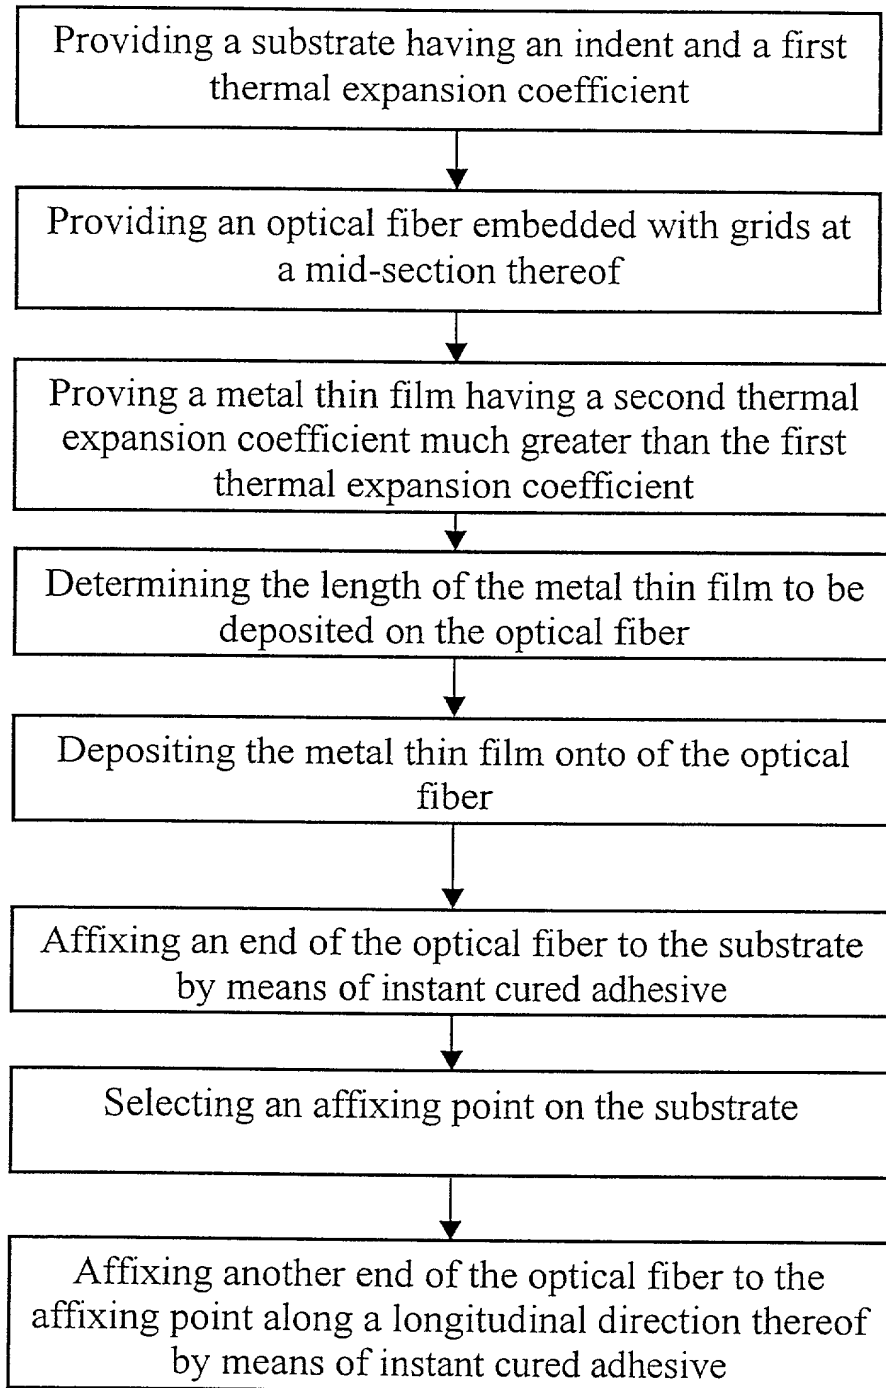 Providing a substrate having an indent and a first
thermal expansion coefficient
Providing an optical fiber embedded with grids at
a mid-section thereof
Proving a metal thin film having a second thermal
expansion coefficient much greater than the first
thermal expansion coefficient
Determining the length of the metal thin film to be
deposited on the optical fiber
Depositing the metal thin film onto of the optical
fiber
Affixing an end of the optical fiber to the substrate
by means of instant cured adhesive
Selecting an affixing point on the substrate
Affixing another end of the optical fiber to the
affixing point along a longitudinal direction thereof
by means of instant cured adhesive